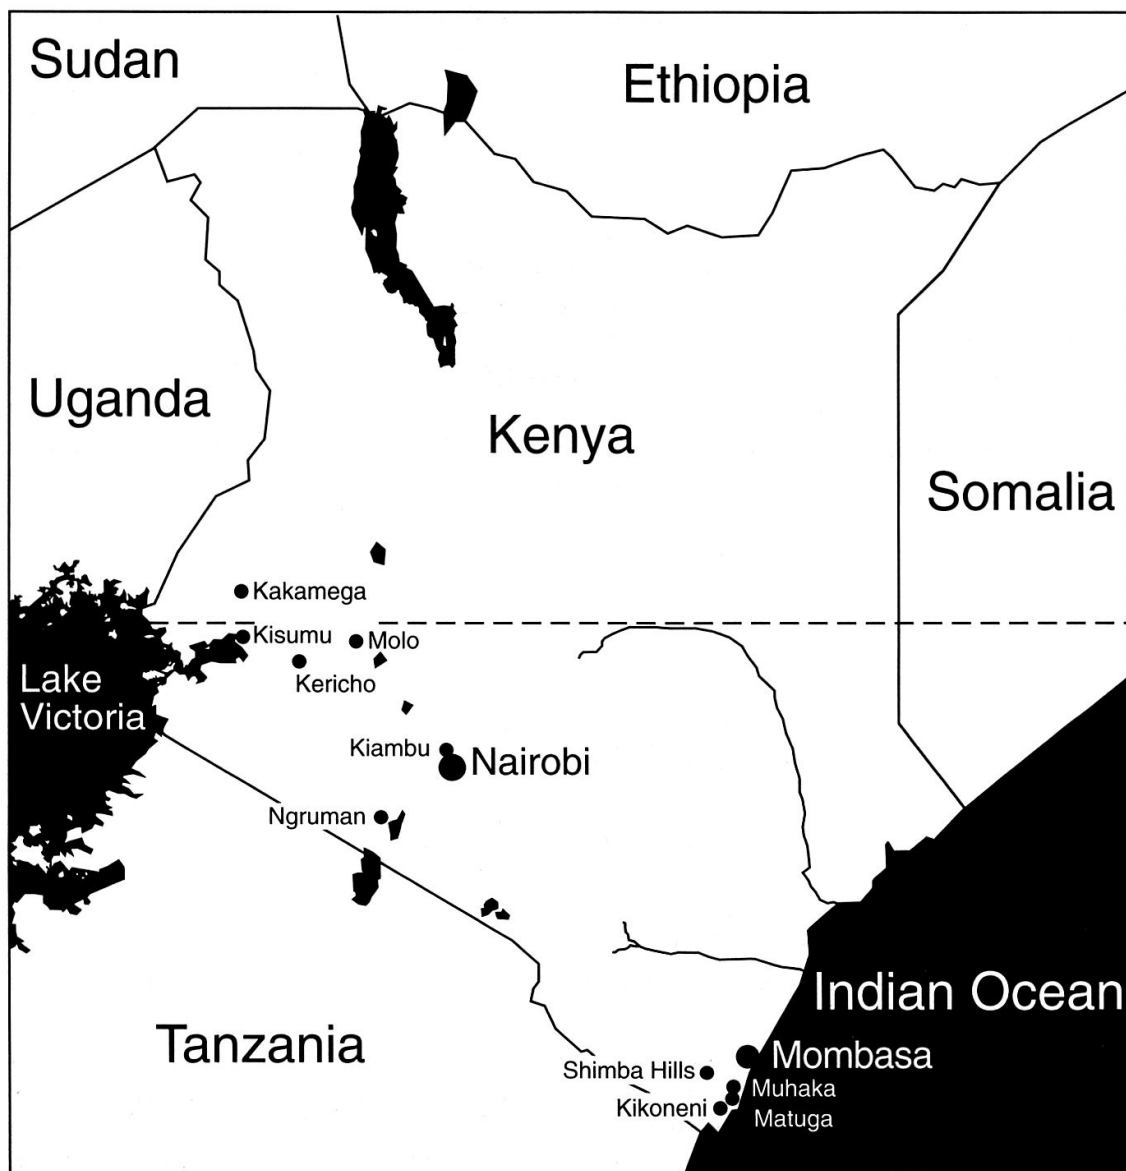 Sudan
Ethiopia
Uganda
Kenya
Somalia
Kakamega
Kisumu
Molo
Kericho
Lake
Victoria
Kiambu
Nairobi
Ngruman
Indian Ocean
Tanzania
Mombasa
Shimba Hills
Muhaka
Kikoneni
Matuga